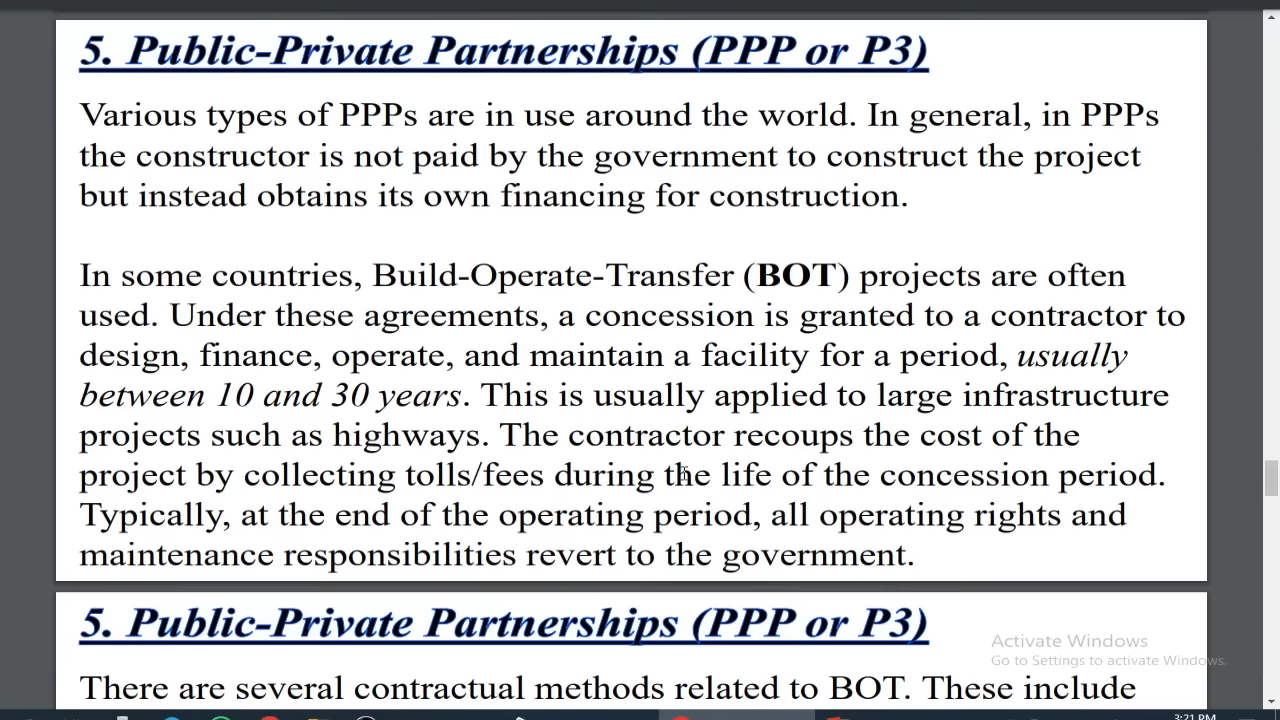 5. Public-Private Partnerships (PPP or P3)
Various types of PPPs are in use around the world. In general, in PPPs
the constructor is not paid by the government to construct the project
but instead obtains its own financing for construction.
In some countries, Build-Operate-Transfer (BOT) projects are often
used. Under these agreements, a concession is granted to a contractor to
design, finance, operate, and maintain a facility for a period, usually
between 10 and 30 years. This is usually applied to large infrastructure
projects such as highways. The contractor recoups the cost of the
project by collecting tolls/fees during the life of the concession period.
Typically, at the end of the operating period, all operating rights and
maintenance responsibilities revert to the government.
5. Public-Private Partnerships (PPP or P3)
Activate Windows
Go to Settings to activate Windows.
There are several contractual methods related to BOT. These include
3:21 PM